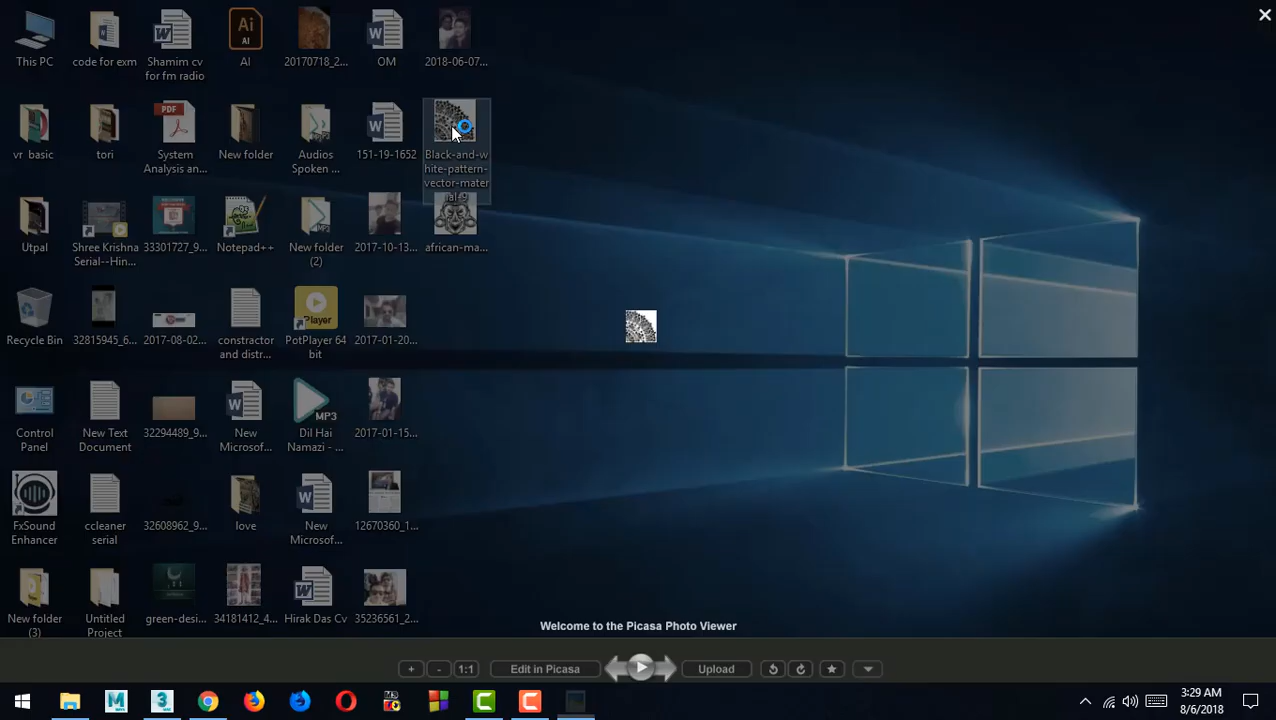 This PC
code for exm
Shamim cv
for fm radio
Ai
AI
AI
20170718_2...
OM
2018-06-07...
vr basic
tori
PDF
System
Analysis an...
New folder
Audios
Spoken ...
151-19-1652
Black-and-w
hite-pattern-
vector-mater
ial-9
Utpal
Shree Krishna
Serial--Hin...
33301727_9...
Notepad++
New folder
(2)
2017-10-13...
african-ma...
Recycle Bin
32815945_6...
2017-08-02...
constractor
and distr...
Player
PotPlayer 64
bit
2017-01-20...
Control
Panel
New Text
Document
32294489_9...
New
Microsof...
MP3
Dil Hai
Namazi - ...
2017-01-15...
FxSound
Enhancer
ccleaner
serial
32608962_9...
love
New
Microsof...
12670360_1...
New folder
(3)
Untitled
Project
green-desi...
34181412_4...
Hirak Das Cv
35236561_2...
Welcome to the Picasa Photo Viewer
+ - 1:1 Edit in Picasa Upload
:29 AM
8/6/2018